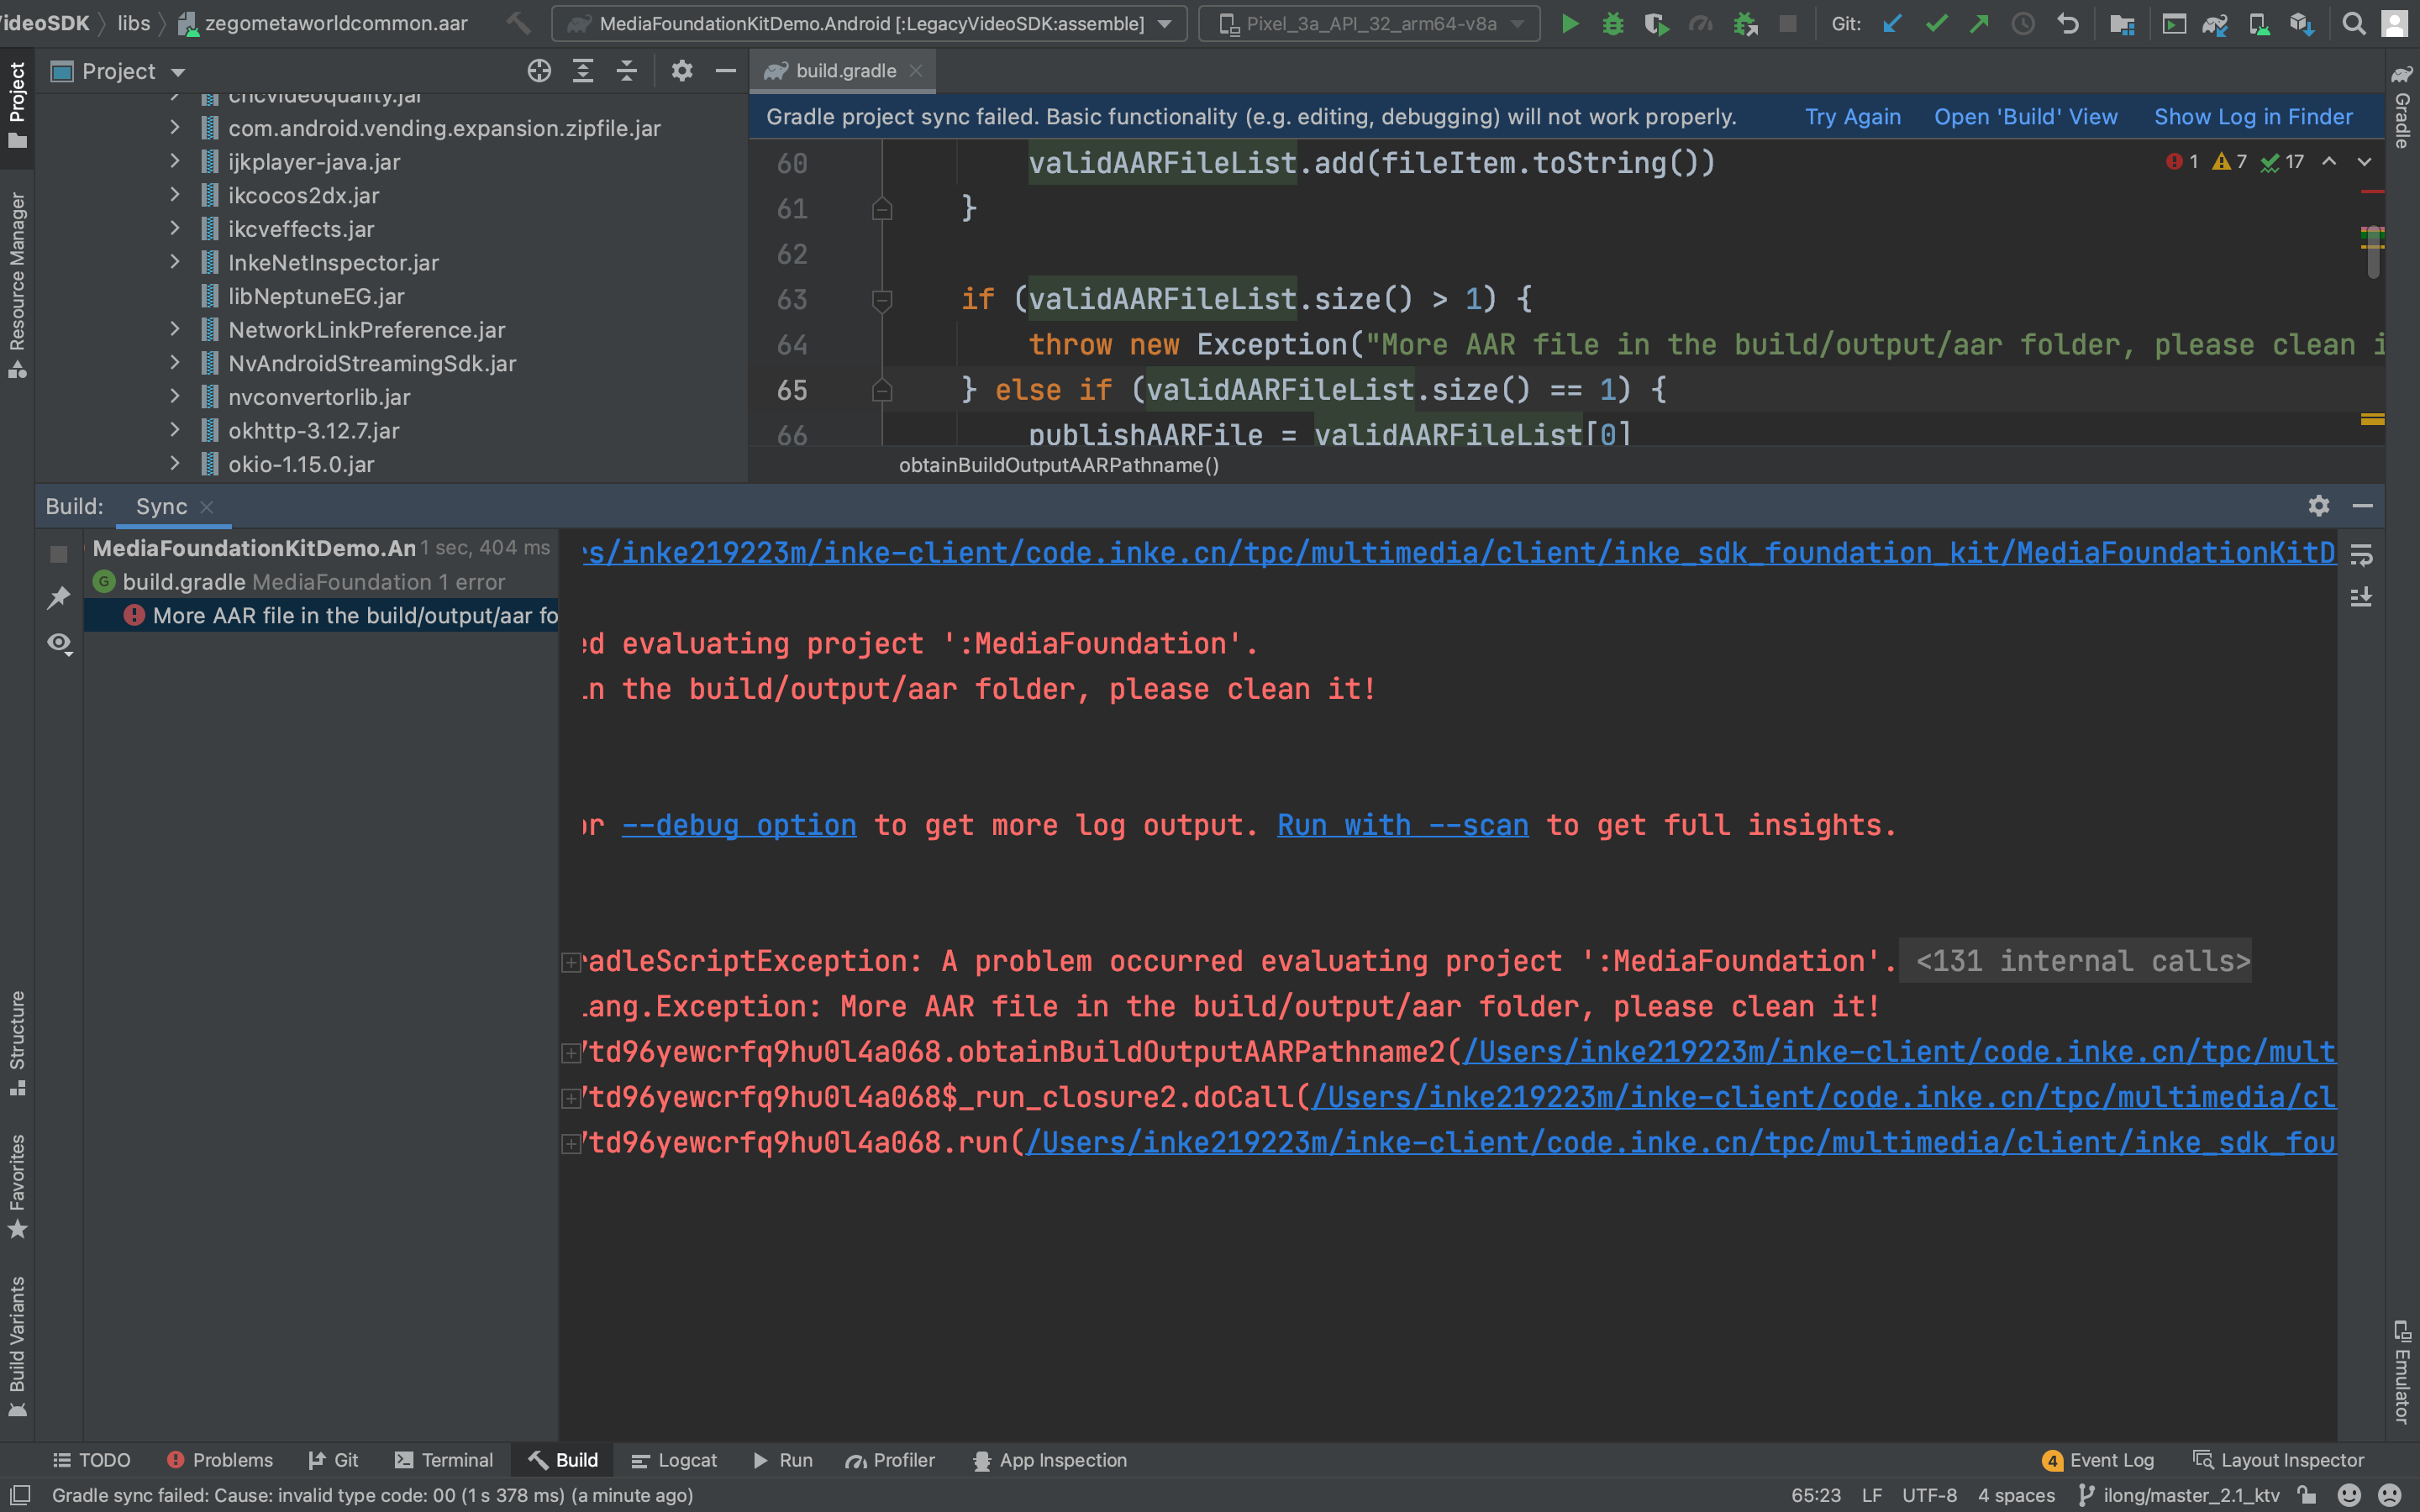 ideoSDK  libs  zegometaworldcommon.aar
MediaFoundationKitDemo.Android [:LegacyVideoSDK:assemble]
Pixel_3a_API_32_arm64-v8a
Git:
Project
build.gradle
cncvideoquality.jar
com.android.vending.expansion.zipfile.jar
ijkplayer-java.jar
ikcocos2dx.jar
ikcveffects.jar
InkeNetInspector.jar
libNeptuneEG.jar
NetworkLinkPreference.jar
NvAndroidStreamingSdk.jar
nvconvertorlib.jar
okhttp-3.12.7.jar
okio-1.15.0.jar
Gradle project sync failed. Basic functionality (e.g. editing, debugging) will not work properly.
Try Again
Open 'Build' View
Show Log in Finder
1 7 17
60 validAARFileList.add(fileItem.toString())
61 }
62
63 if (validAARFileList.size() > 1) {
64 throw new Exception("More AAR file in the build/output/aar folder, please clean i
65 } else if (validAARFileList.size() == 1) {
66 publishAARFile = validAARFileList[0]
obtainBuildOutputAARPathname()
Build:
Sync
MediaFoundationKitDemo.An 1 sec, 404 ms
build.gradle MediaFoundation 1 error
More AAR file in the build/output/aar fo
s/inke219223m/inke-client/code.inke.cn/tpc/multimedia/client/inke_sdk_foundation_kit/MediaFoundationKitD
ed evaluating project ':MediaFoundation'.
in the build/output/aar folder, please clean it!
or --debug option to get more log output. Run with --scan to get full insights.
radleScriptException: A problem occurred evaluating project ':MediaFoundation'. <131 internal calls>
lang.Exception: More AAR file in the build/output/aar folder, please clean it!
7td96yewcrfq9hu0l4a068.obtainBuildOutputAARPathname2(/Users/inke219223m/inke-client/code.inke.cn/tpc/mult
7td96yewcrfq9hu0l4a068$_run_closure2.doCall(/Users/inke219223m/inke-client/code.inke.cn/tpc/multimedia/cl
7td96yewcrfq9hu0l4a068.run(/Users/inke219223m/inke-client/code.inke.cn/tpc/multimedia/client/inke_sdk_fou
Project
Resource Manager
Structure
Favorites
Build Variants
Gradle
Emulator
TODO
Problems
Git
Terminal
Build
Logcat
Run
Profiler
App Inspection
4 Event Log
Layout Inspector
Gradle sync failed: Cause: invalid type code: 00 (1 s 378 ms) (a minute ago)
65:23
LF
UTF-8
4 spaces
ilong/master_2.1_ktv